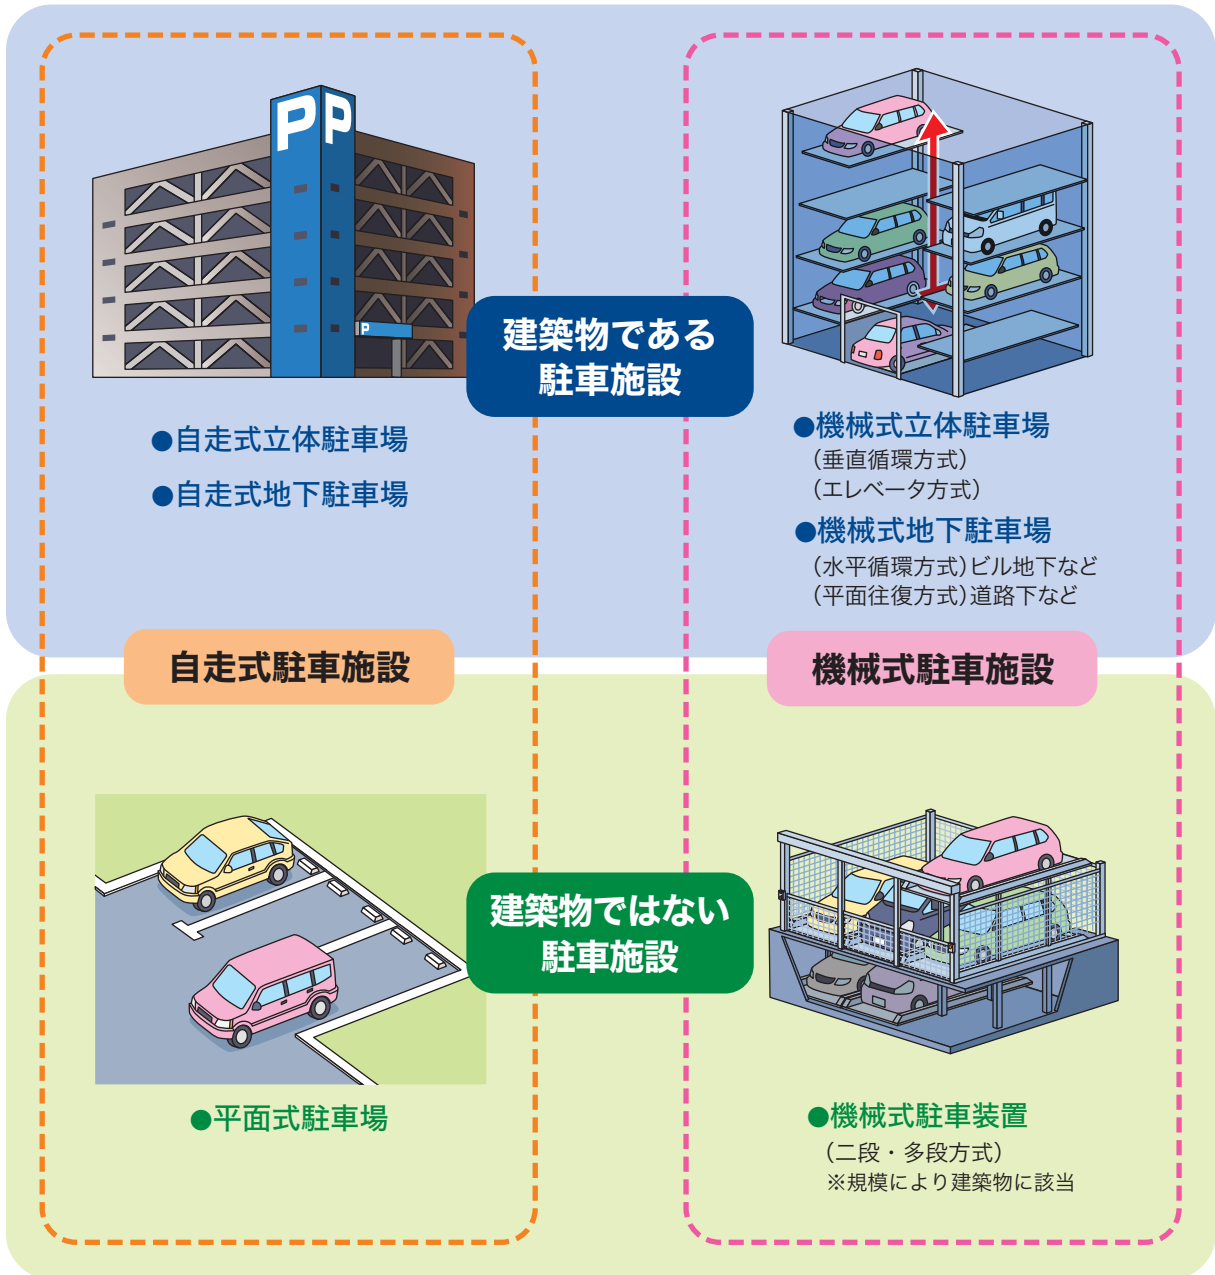 P P
P
建築物である
駐車施設
●自走式立体駐車場
●自走式地下駐車場
●機械式立体駐車場
(垂直循環方式)
(エレベータ方式)
●機械式地下駐車場
(水平循環方式)ビル地下など
(平面往復方式)道路下など
自走式駐車施設
機械式駐車施設
建築物ではない
駐車施設
●平面式駐車場
●機械式駐車装置
(二段・多段方式)
※規模により建築物に該当